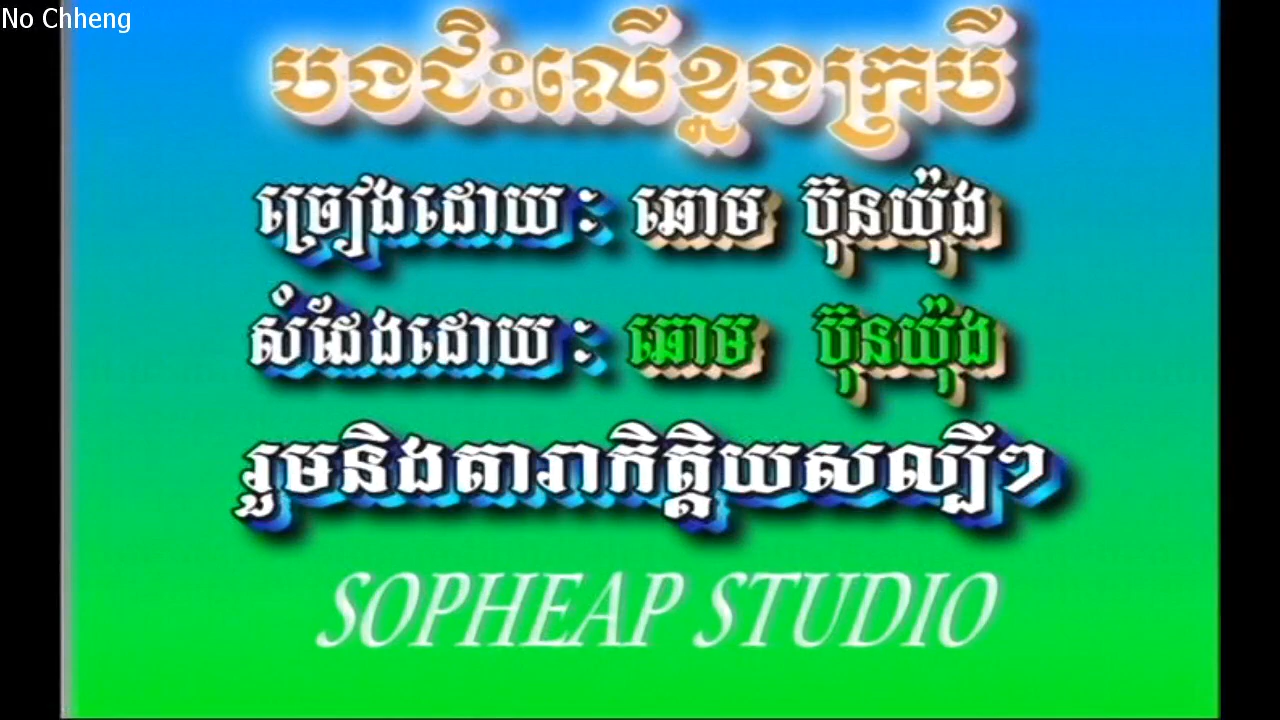 No Chheng
បងជិះលើខ្នងក្របី
ច្រៀងដោយ: ឆោម ប៊ុនយ៉ុង
សំដែងដោយ: ឆោម ប៊ុនយ៉ុង
រួមនិងតារាកិត្តិយសល្បីៗ
SOPHEAP STUDIO